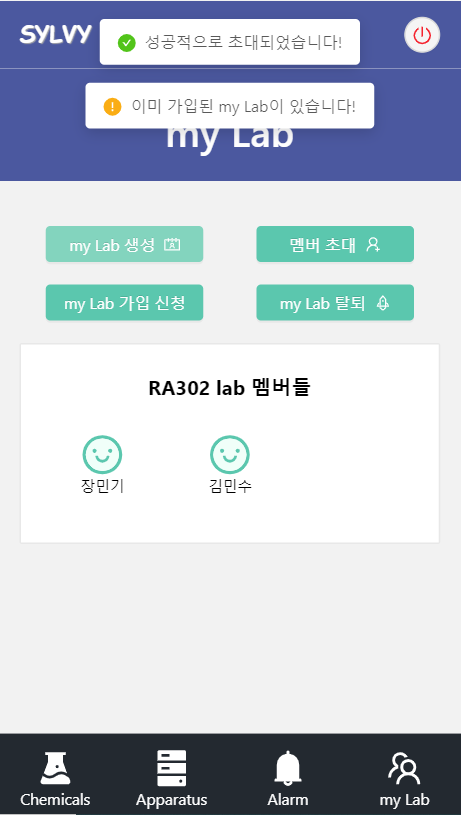 SYLVY
성공적으로 초대되었습니다!
이미 가입된 my Lab이 있습니다!
my Lab
my Lab 생성
멤버 초대
my Lab 가입 신청
my Lab 탈퇴
RA302 lab 멤버들
장민기 김민수
Chemicals Apparatus Alarm my Lab